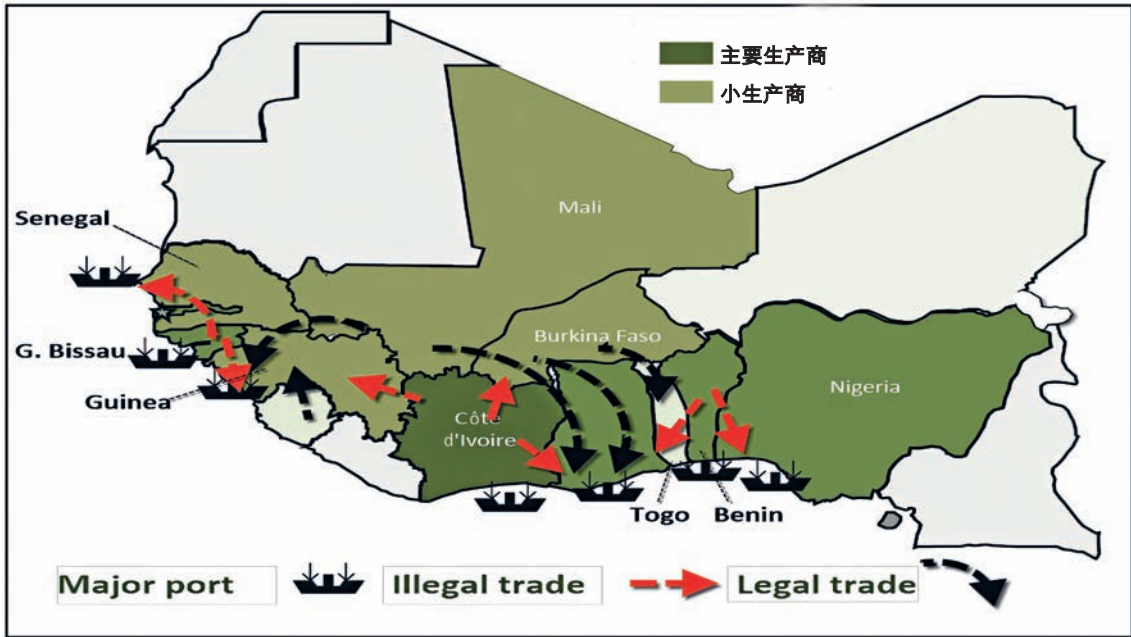 主要生产商
小生产商
Mali
Senegal
Burkina Faso
G. Bissau
Nigeria
Guinea
Côte
d'Ivoire
Togo
Benin
Major port
Illegal trade
Legal trade